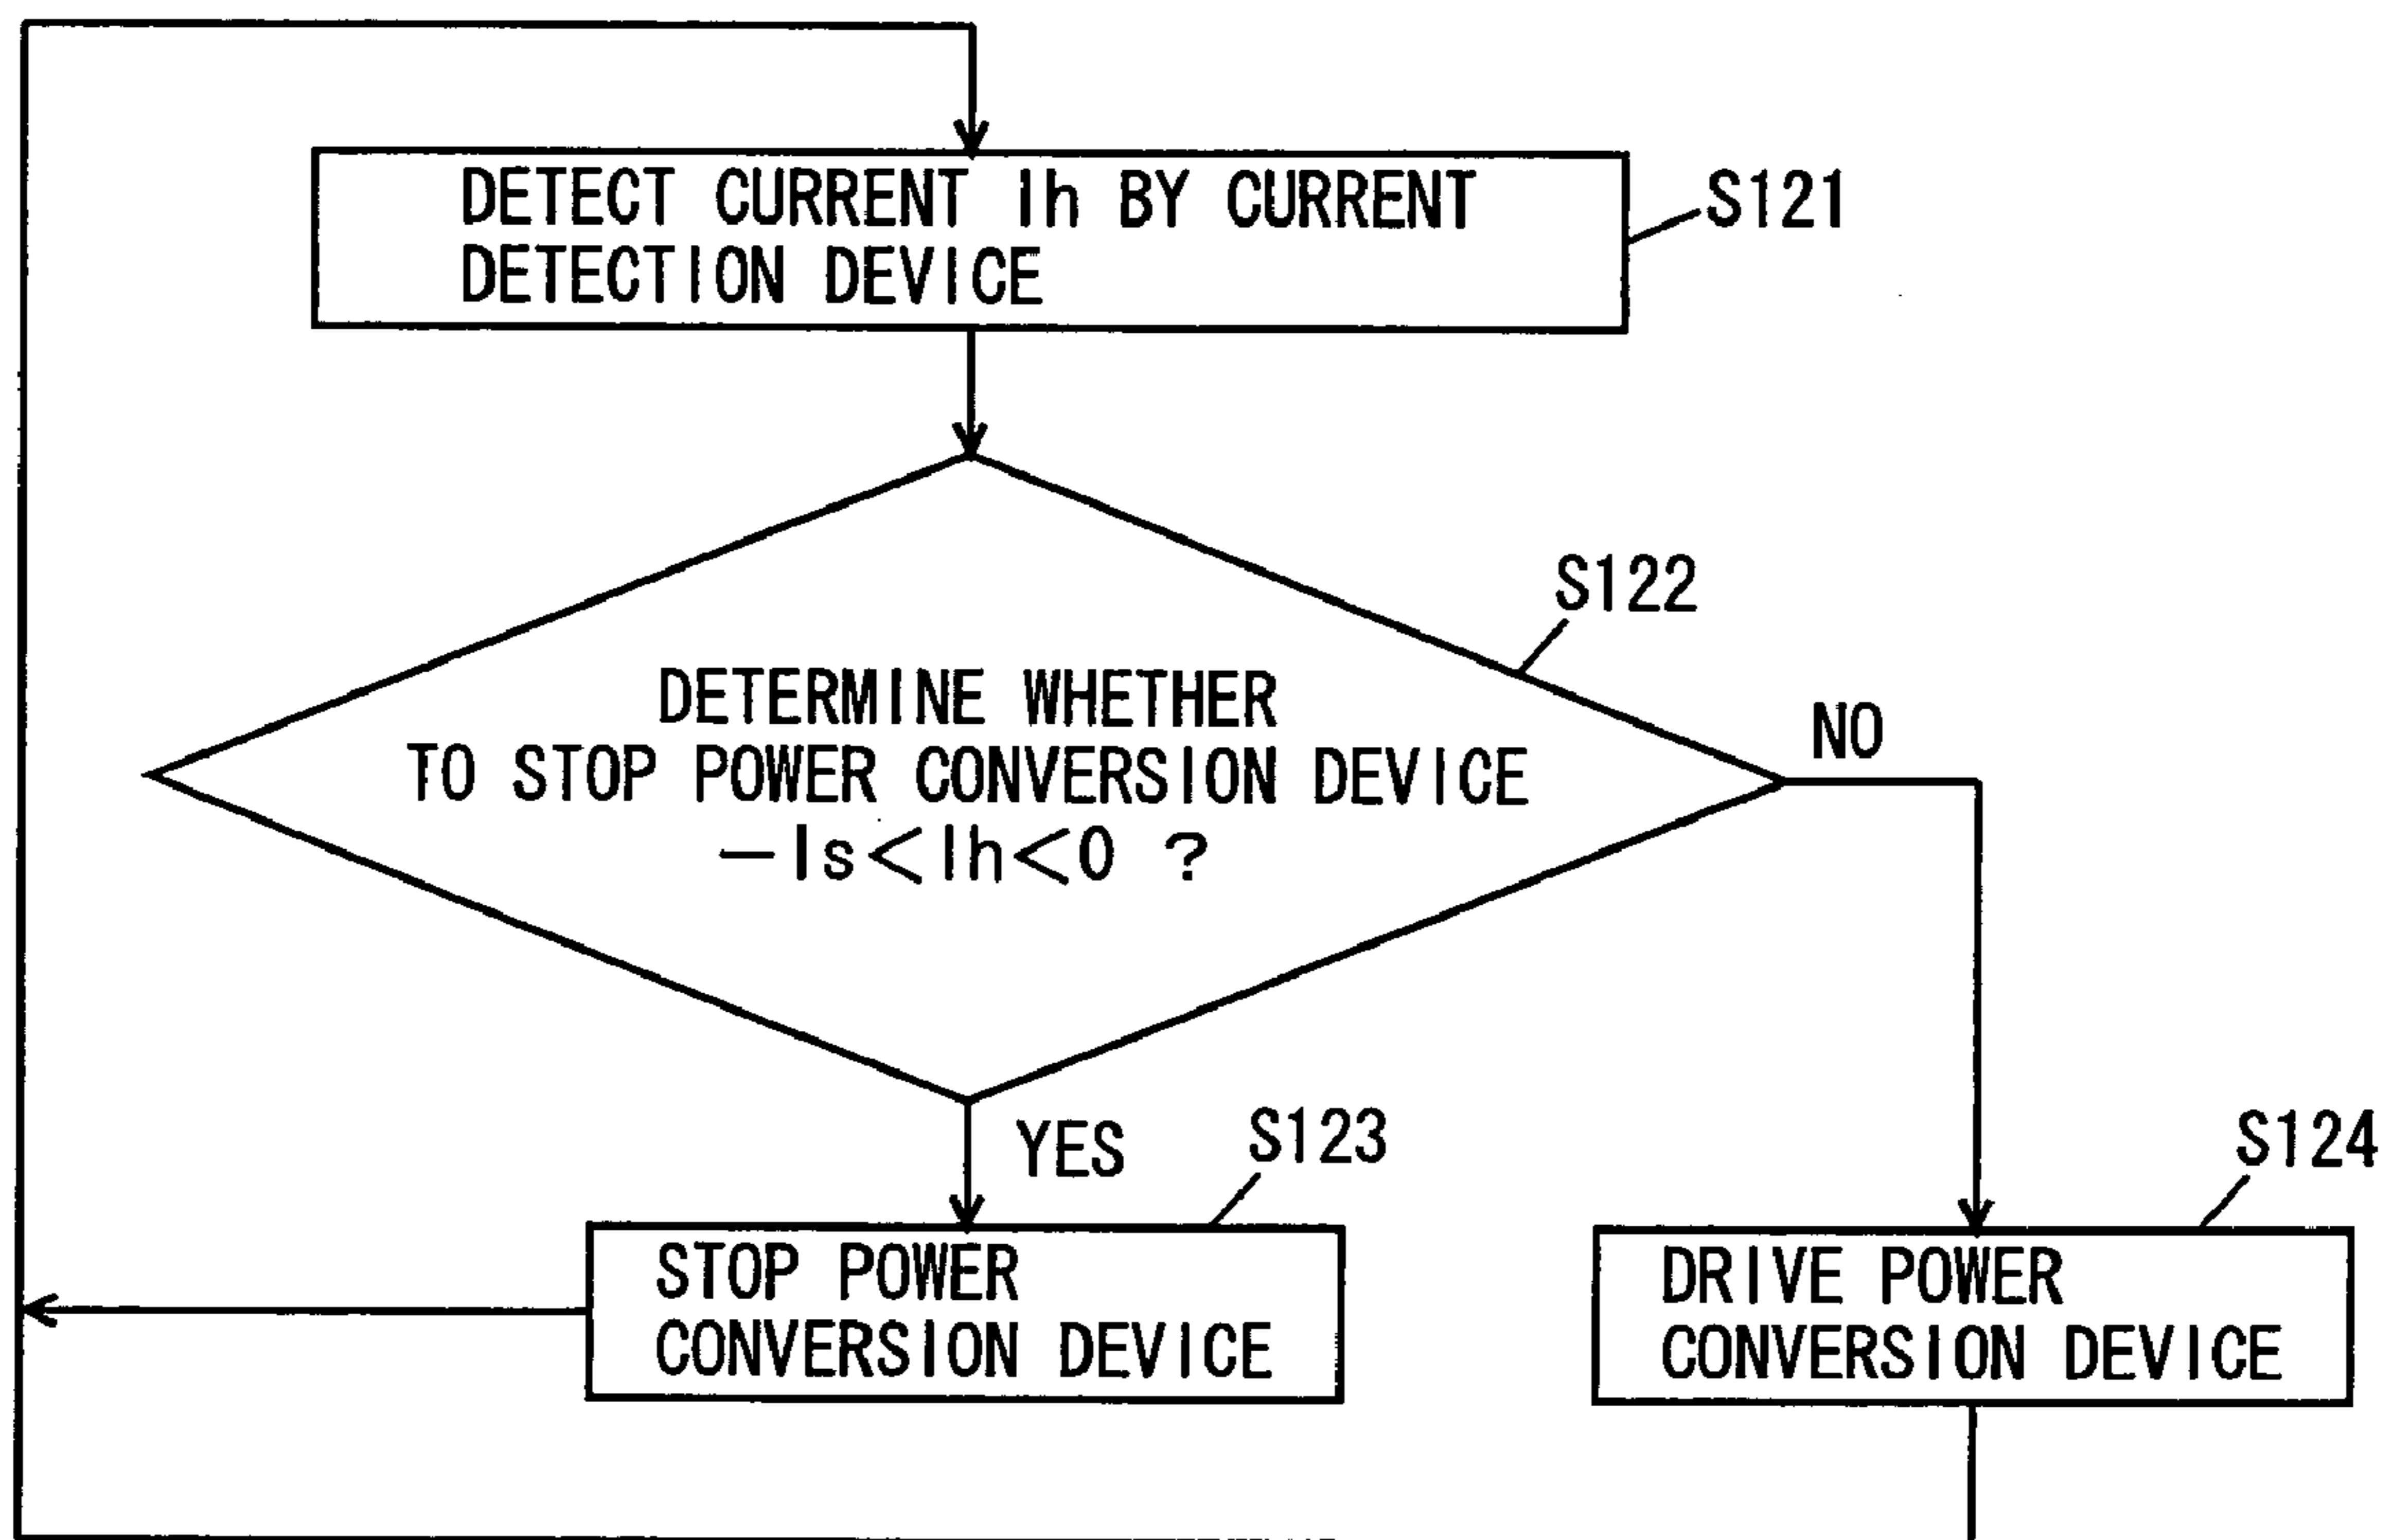 DETECT CURRENT Ih BY CURRENT
DETECTION DEVICE
S121
S122
DETERMINE WHETHER
TO STOP POWER CONVERSION DEVICE
−Is<Ih<0 ?
NO
YES
S123
S124
STOP POWER
CONVERSION DEVICE
DRIVE POWER
CONVERSION DEVICE